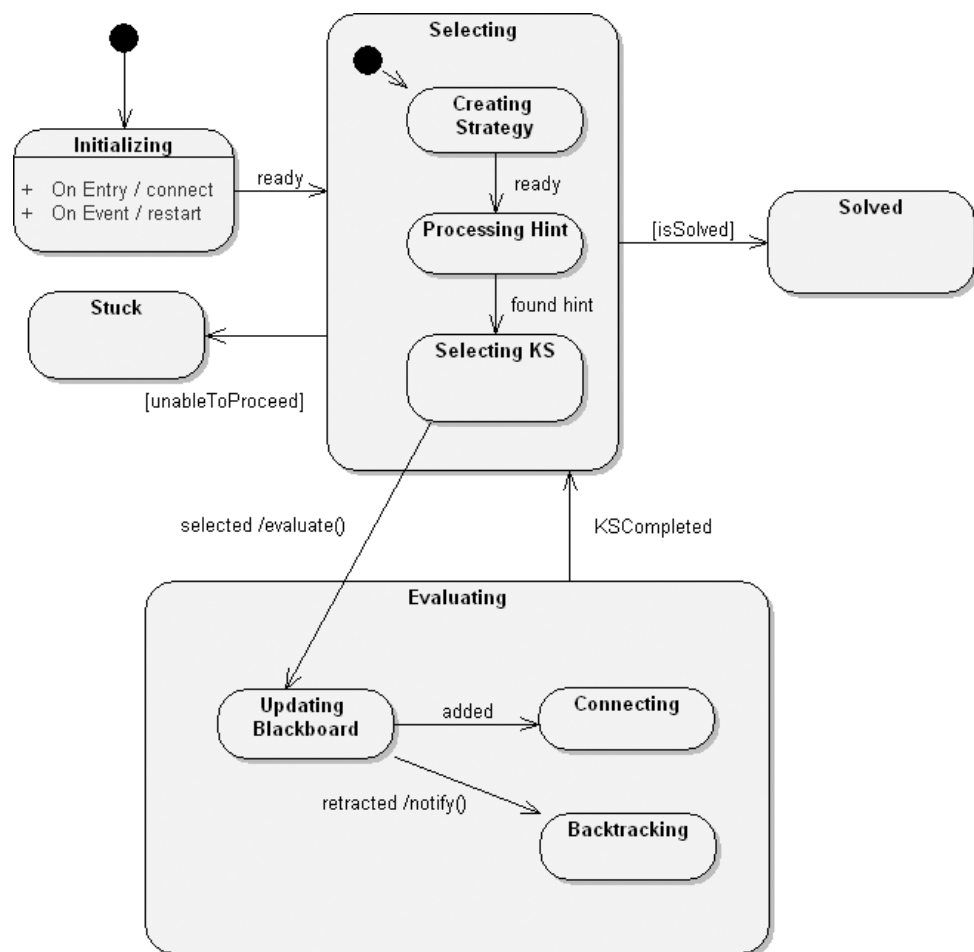 Selecting
Creating
Strategy
Initializing
+ On Entry / connect
+ On Event / restart
ready
ready
Processing Hint
[isSolved]
Solved
Stuck
found hint
Selecting KS
[unableToProceed]
selected /evaluate()
KSCompleted
Evaluating
Updating
Blackboard
added
Connecting
retracted /notify()
Backtracking